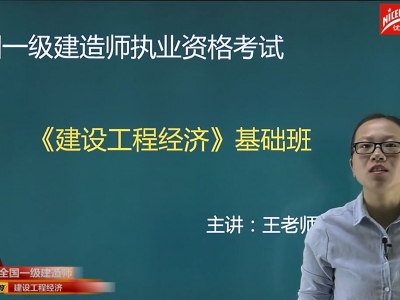 一级建造师执业资格考试
《建设工程经济》基础班
主讲：王老师
全国一级建造师
建设工程经济